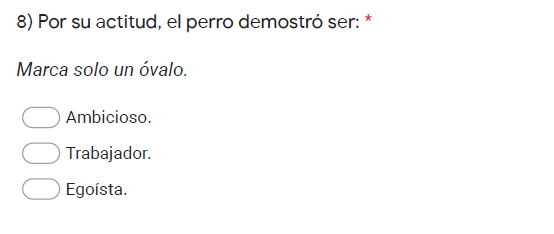 8) Por su actitud, el perro demostró ser: *
Marca solo un óvalo.
Ambicioso.
Trabajador.
Egoísta.